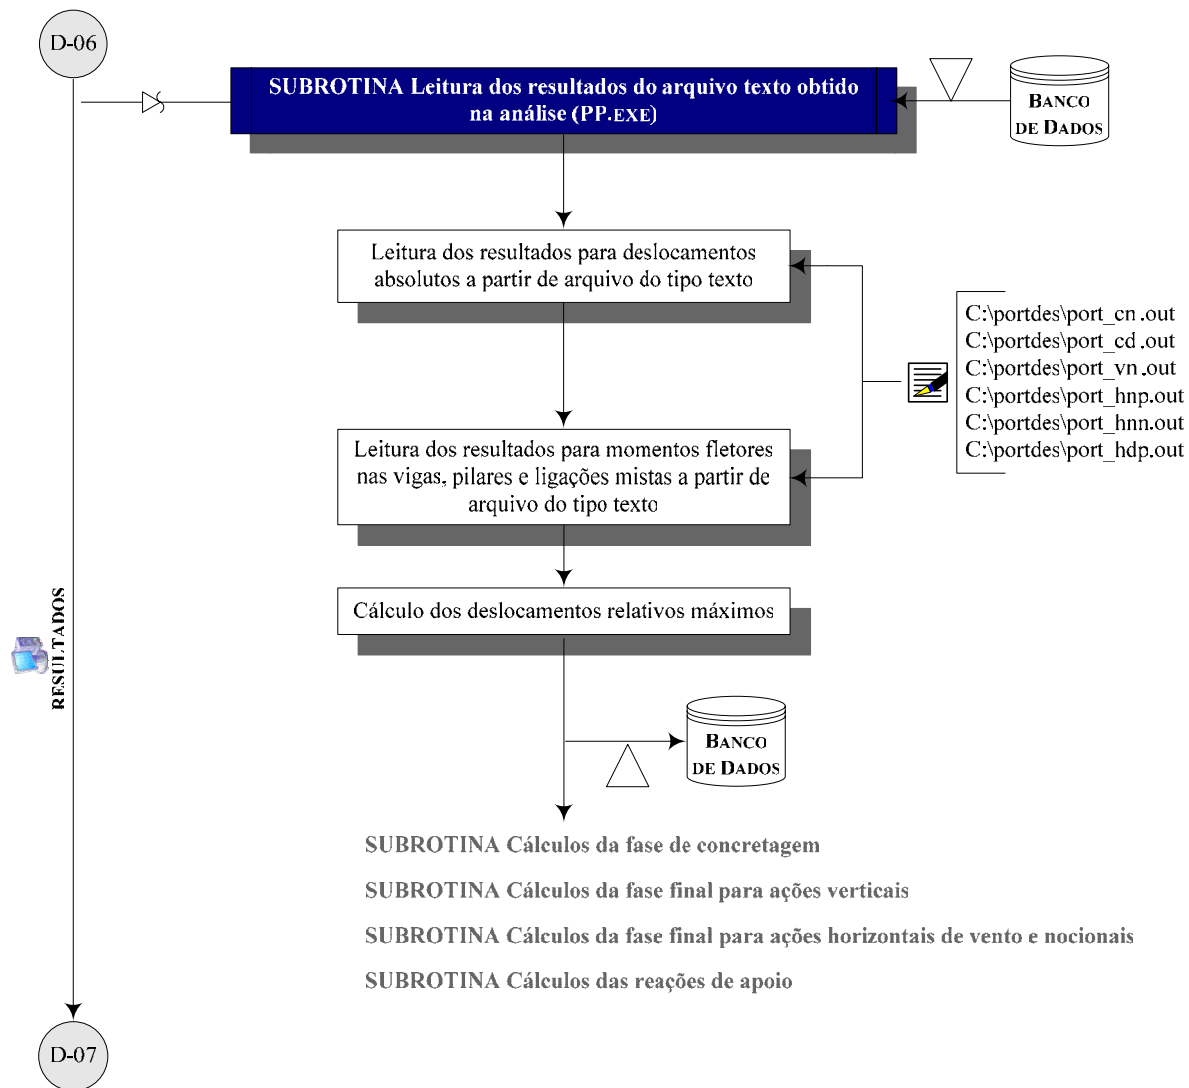 D-06
SUBROTINA Leitura dos resultados do arquivo texto obtido
na análise (PP.EXE)
BANCO
DE DADOS
Leitura dos resultados para deslocamentos
absolutos a partir de arquivo do tipo texto
C:\portdes\port_cn.out
C:\portdes\port_cd.out
C:\portdes\port_vn.out
C:\portdes\port_hnp.out
C:\portdes\port_hnn.out
C:\portdes\port_hdp.out
Leitura dos resultados para momentos fletores
nas vigas, pilares e ligações mistas a partir de
arquivo do tipo texto
Cálculo dos deslocamentos relativos máximos
RESULTADOS
BANCO
DE DADOS
SUBROTINA Cálculos da fase de concretagem
SUBROTINA Cálculos da fase final para ações verticais
SUBROTINA Cálculos da fase final para ações horizontais de vento e nocionais
SUBROTINA Cálculos das reações de apoio
D-07